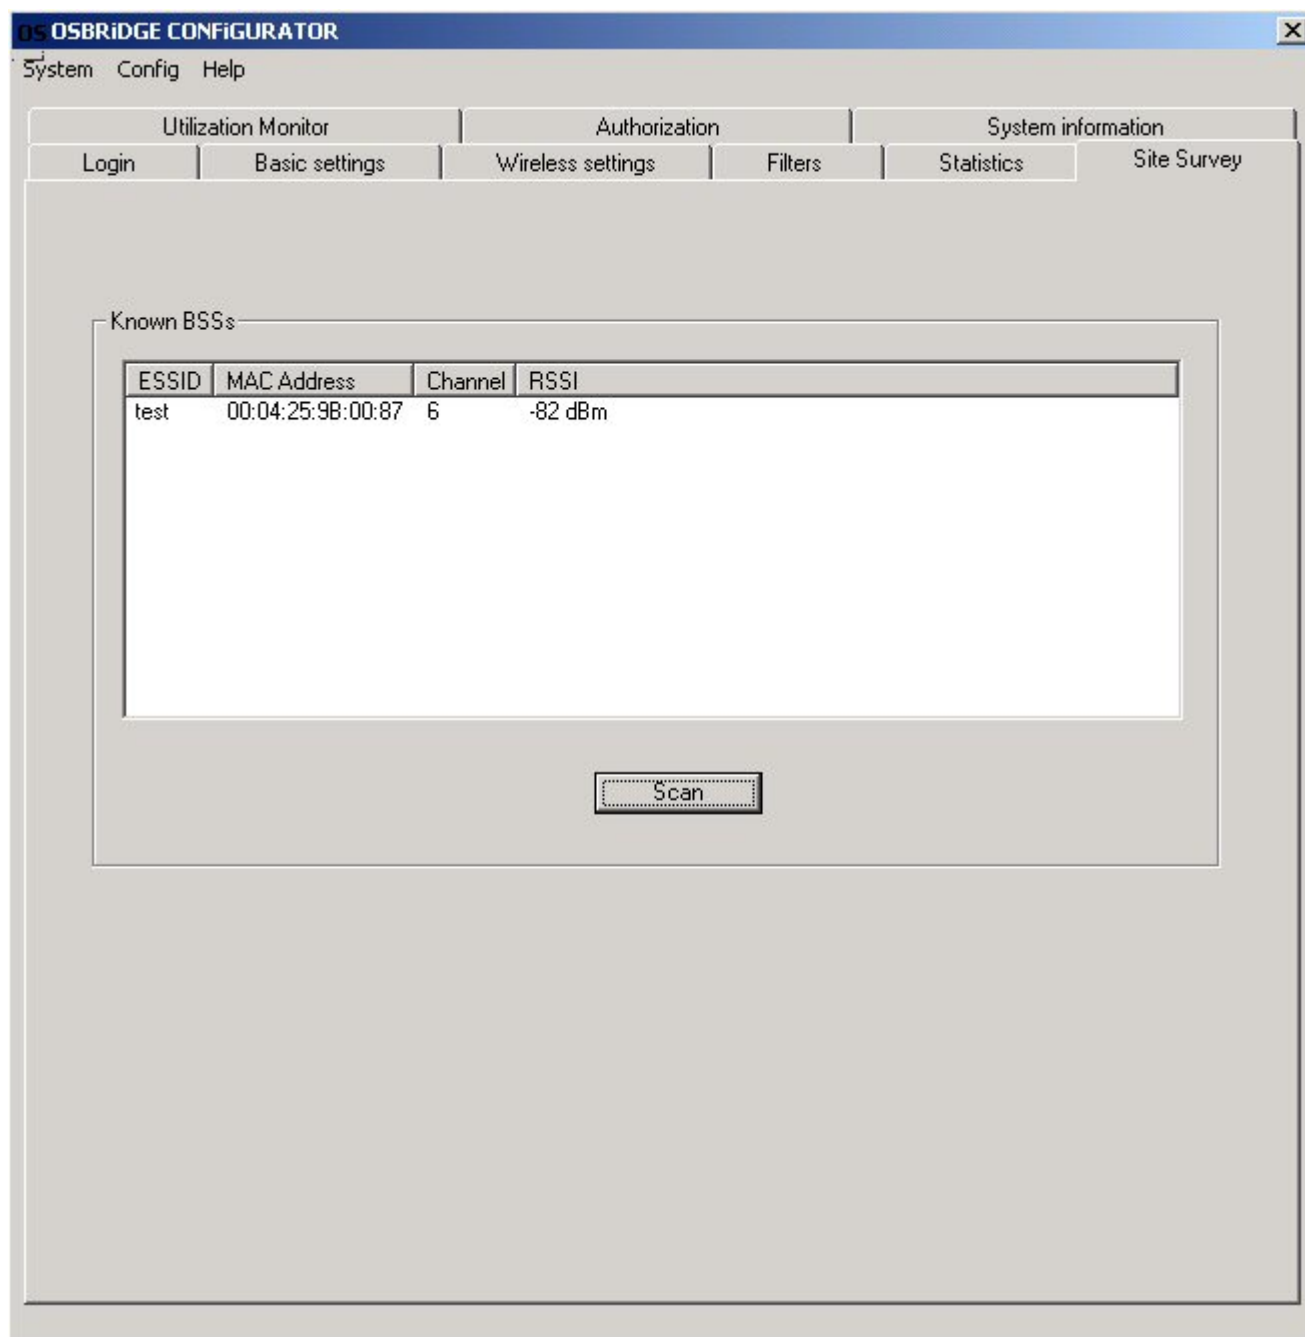 OS OSBRiDGE CONFiGURATOR
System Config Help
Utilization Monitor Authorization System information
Login Basic settings Wireless settings Filters Statistics Site Survey
Known BSSs
ESSID MAC Address Channel RSSI
test 00:04:25:9B:00:87 6 -82 dBm
Scan